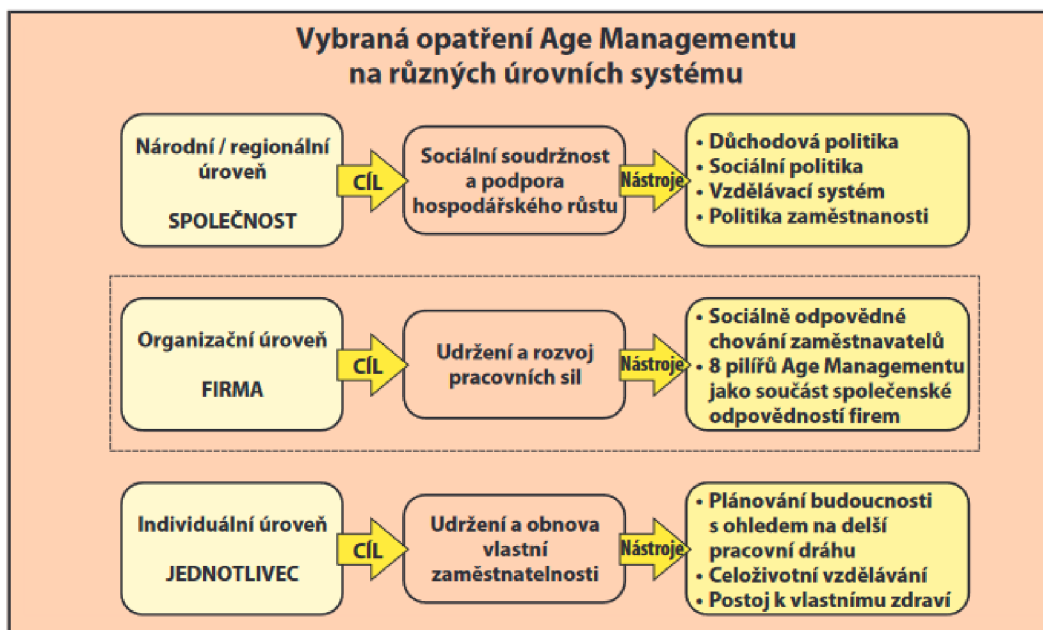 Vybraná opatření Age Managementu
na různých úrovních systému
Národní / regionální
úroveň
SPOLEČNOST
CÍL
Sociální soudržnost
a podpora
hospodářského růstu
Nástroje
• Důchodová politika
• Sociální politika
• Vzdělávací systém
• Politika zaměstnanosti
Organizační úroveň
FIRMA
CÍL
Udržení a rozvoj
pracovních sil
Nástroje
• Sociálně odpovědné
chování zaměstnavatelů
• 8 pilířů Age Managementu
jako součást společenské
odpovědností firem
Individuální úroveň
JEDNOTLIVEC
CÍL
Udržení a obnova
vlastní
zaměstnatelnosti
Nástroje
• Plánování budoucnosti
s ohledem na delší
pracovní dráhu
• Celoživotní vzdělávání
• Postoj k vlastnímu zdraví